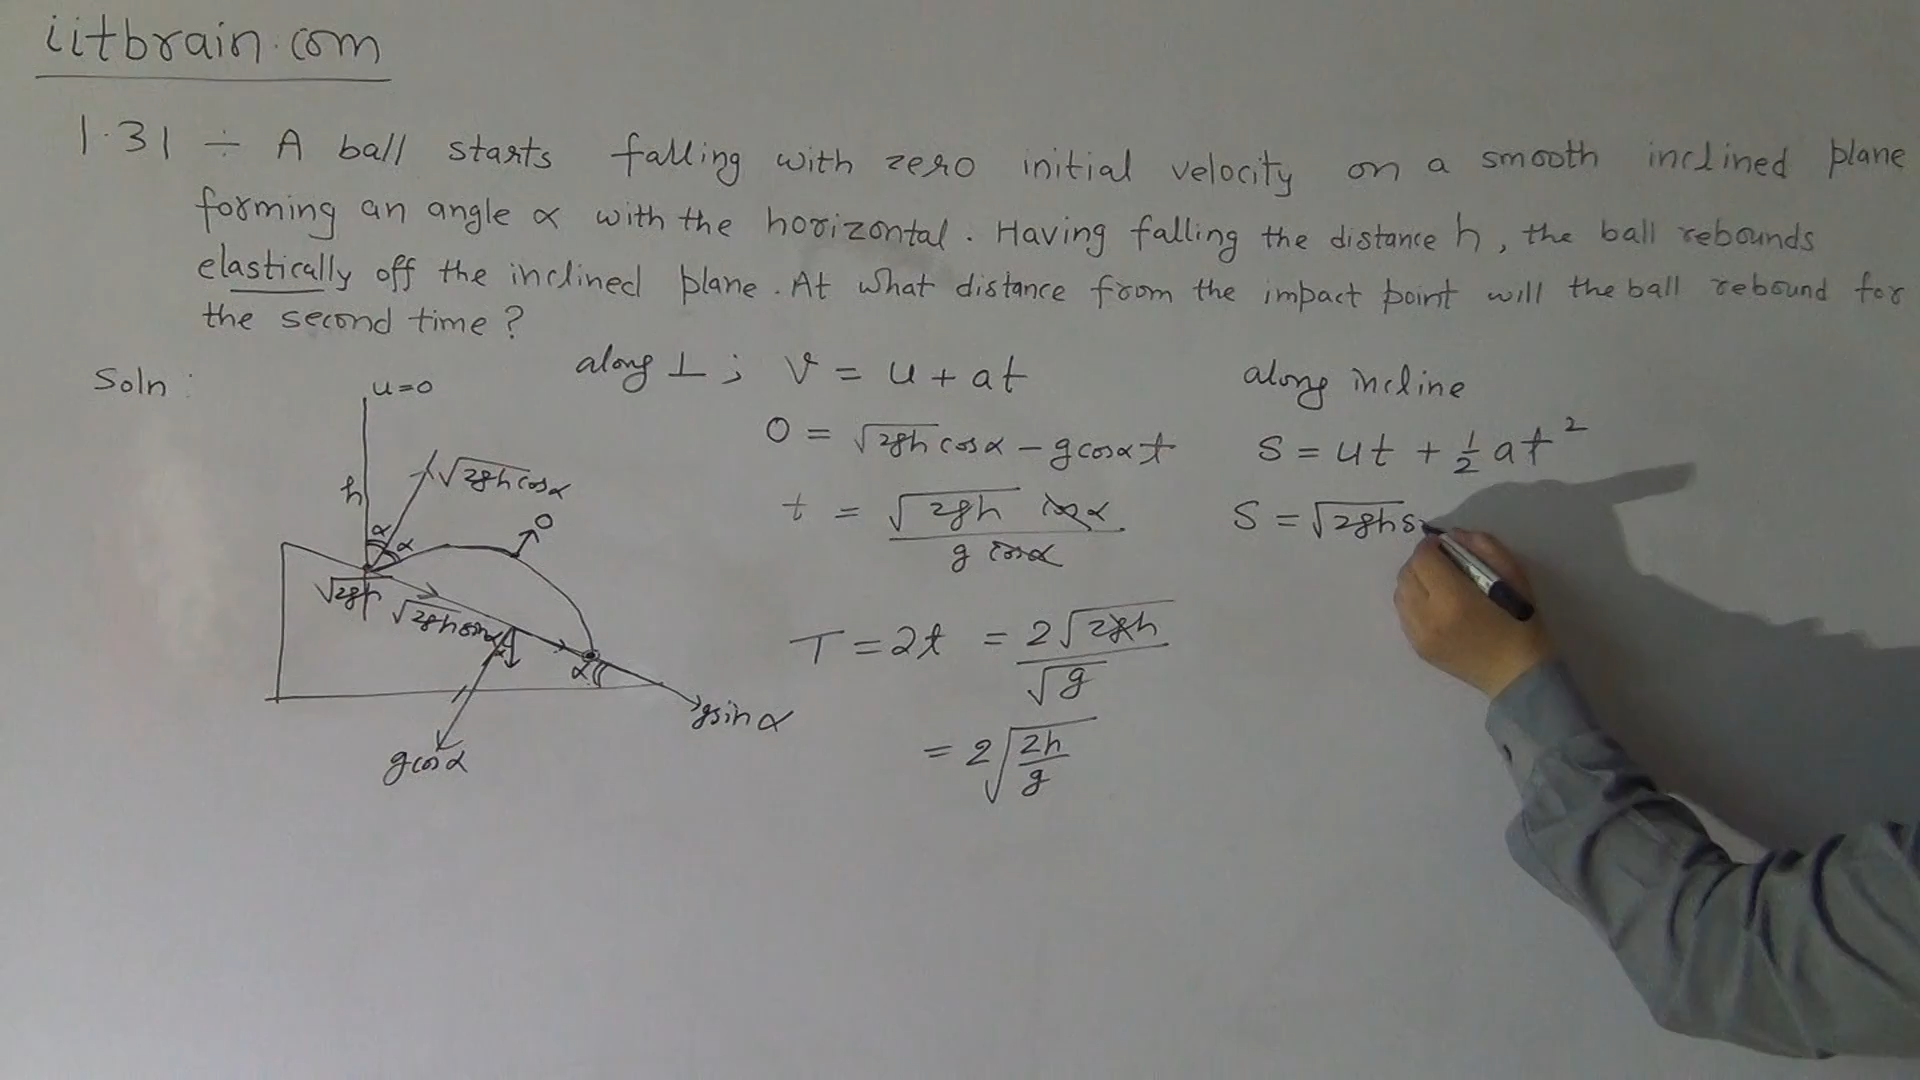 iitbrain.com
1.31 ÷ A ball starts falling with zero initial velocity on a smooth inclined plane
forming an angle α with the horizontal. Having falling the distance h, the ball rebounds
elastically off the inclined plane. At what distance from the impact point will the ball rebound for
the second time?
Soln :
u=0
h
√2gh cosα
α
α
0
√2gh
√2gh sinα
α
α
gsinα
gcosα
along ⊥ ; v = u + at
0 = √2gh cosα - gcosα t
t = √2gh cosα / g cosα
T = 2t = 2√2gh / √g
= 2√(2h/g)
along incline
S = ut + 1/2 at²
S = √2gh s